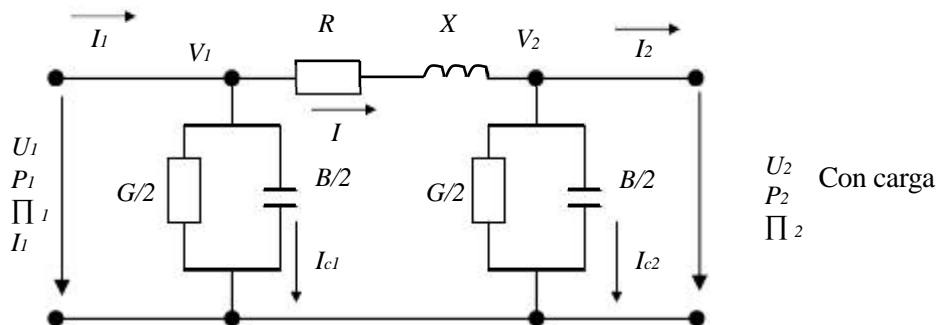 I1
R
X
V1
V2
I2
I
U1
P1
∏ 1
I1
G/2
B/2
Ic1
G/2
B/2
Ic2
U2
P2
∏ 2
Con carga